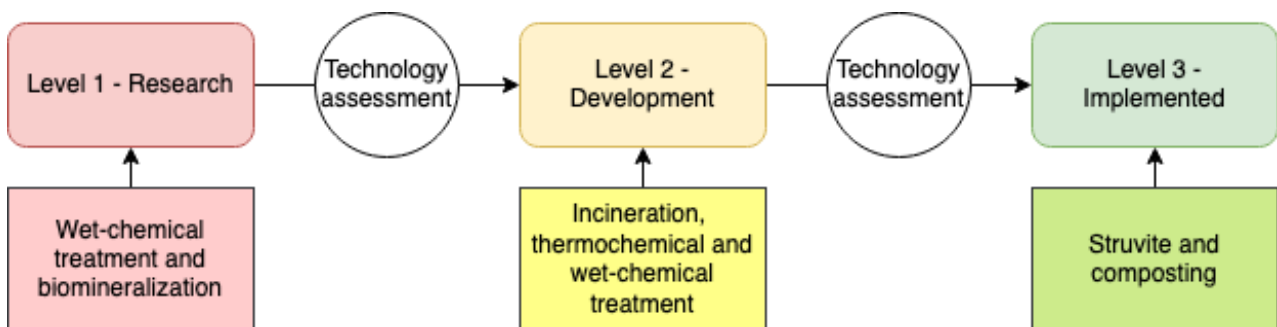 Level 1 - Research
Technology
assessment
Level 2 -
Development
Technology
assessment
Level 3 -
Implemented
Wet-chemical
treatment and
biomineralization
Incineration,
thermochemical and
wet-chemical
treatment
Struvite and
composting